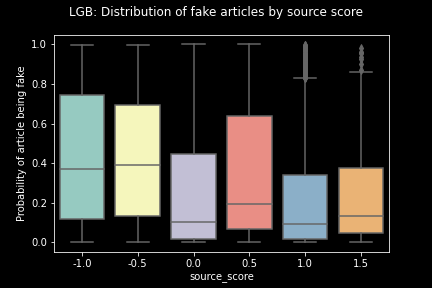 LGB: Distribution of fake articles by source score
Probability of article being fake
1.0
0.8
0.6
0.4
0.2
0.0
-1.0 -0.5 0.0 0.5 1.0 1.5
source_score